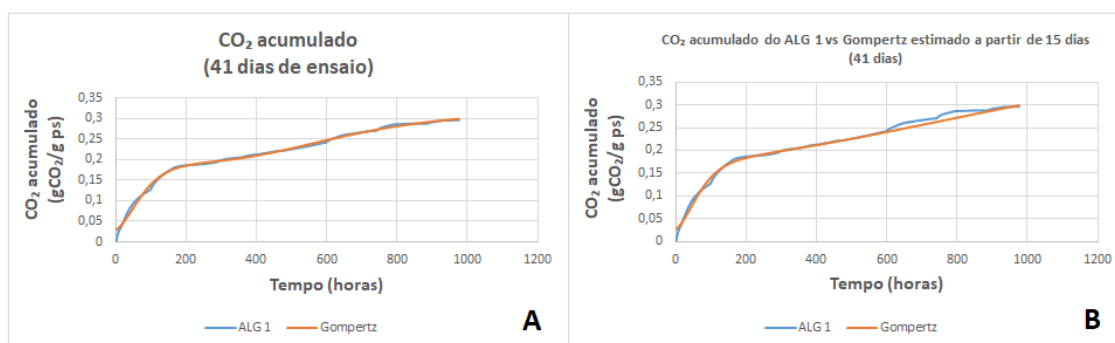 CO₂ acumulado
(41 dias de ensaio)
0,35
0,3
0,25
0,2
0,15
0,1
0,05
0
CO₂ acumulado
(gCO₂/g ps)
0
200
400
600
800
1000
1200
Tempo (horas)
ALG 1
Gompertz
A
CO₂ acumulado do ALG 1 vs Gompertz estimado a partir de 15 dias
(41 dias)
0,35
0,3
0,25
0,2
0,15
0,1
0,05
0
CO₂ acumulado
(gCO₂/g ps)
0
200
400
600
800
1000
1200
Tempo (horas)
ALG 1
Gompertz
B